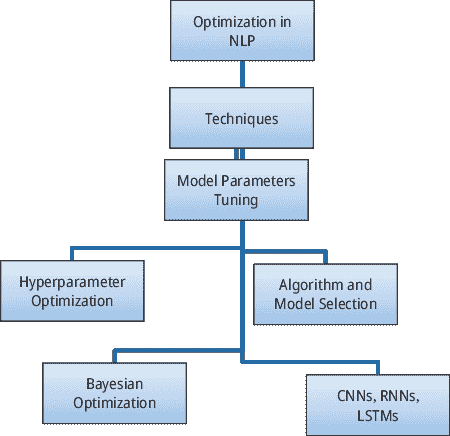 Optimization in
NLP
Techniques
Model Parameters
Tuning
Hyperparameter
Optimization
Algorithm and
Model Selection
Bayesian
Optimization
CNNs, RNNs,
LSTMs